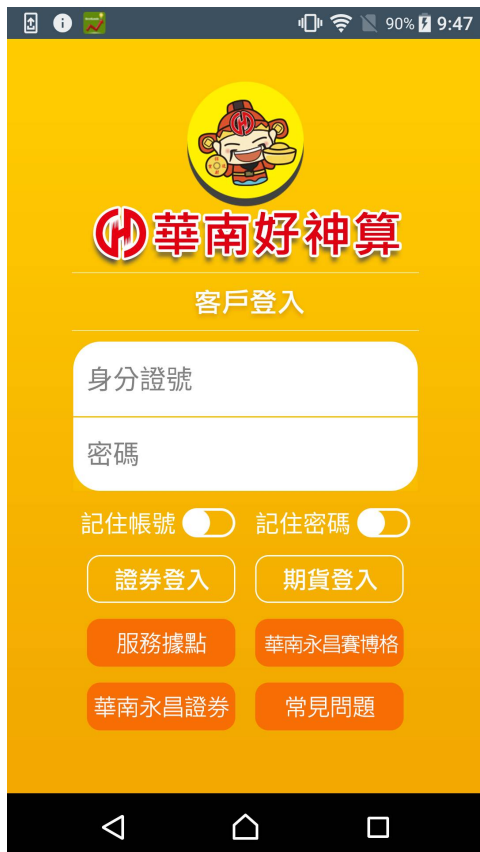 90% 9:47
華南好神算
客戶登入
身分證號
密碼
記住帳號 記住密碼
證券登入 期貨登入
服務據點 華南永昌賽博格
華南永昌證券 常見問題